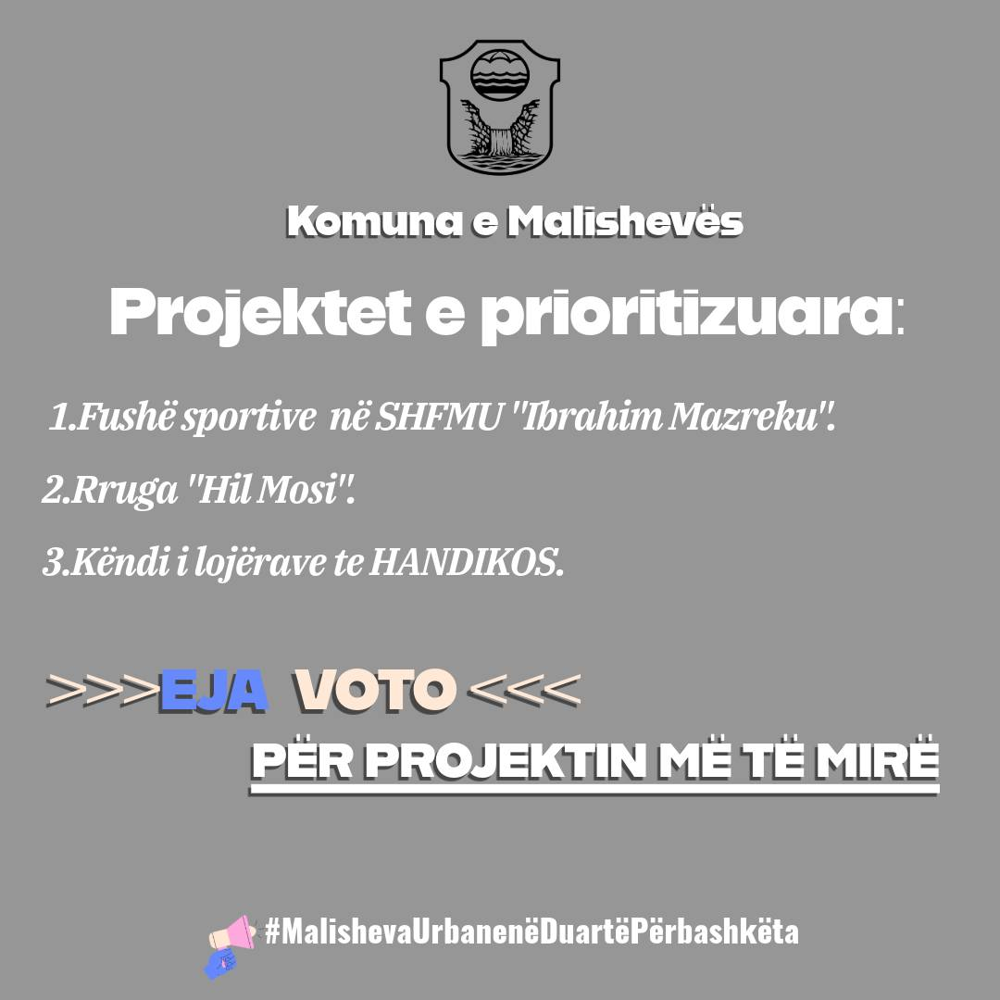 Komuna e Malishevës
Projektet e prioritizuara:
1.Fushë sportive në SHFMU "Ibrahim Mazreku".
2.Rruga "Hil Mosi".
3.Këndi i lojërave te HANDIKOS.
>>>EJA VOTO <<<
PËR PROJEKTIN MË TË MIRË
#MalishevaUrbanenëDuartëPërbashkëta